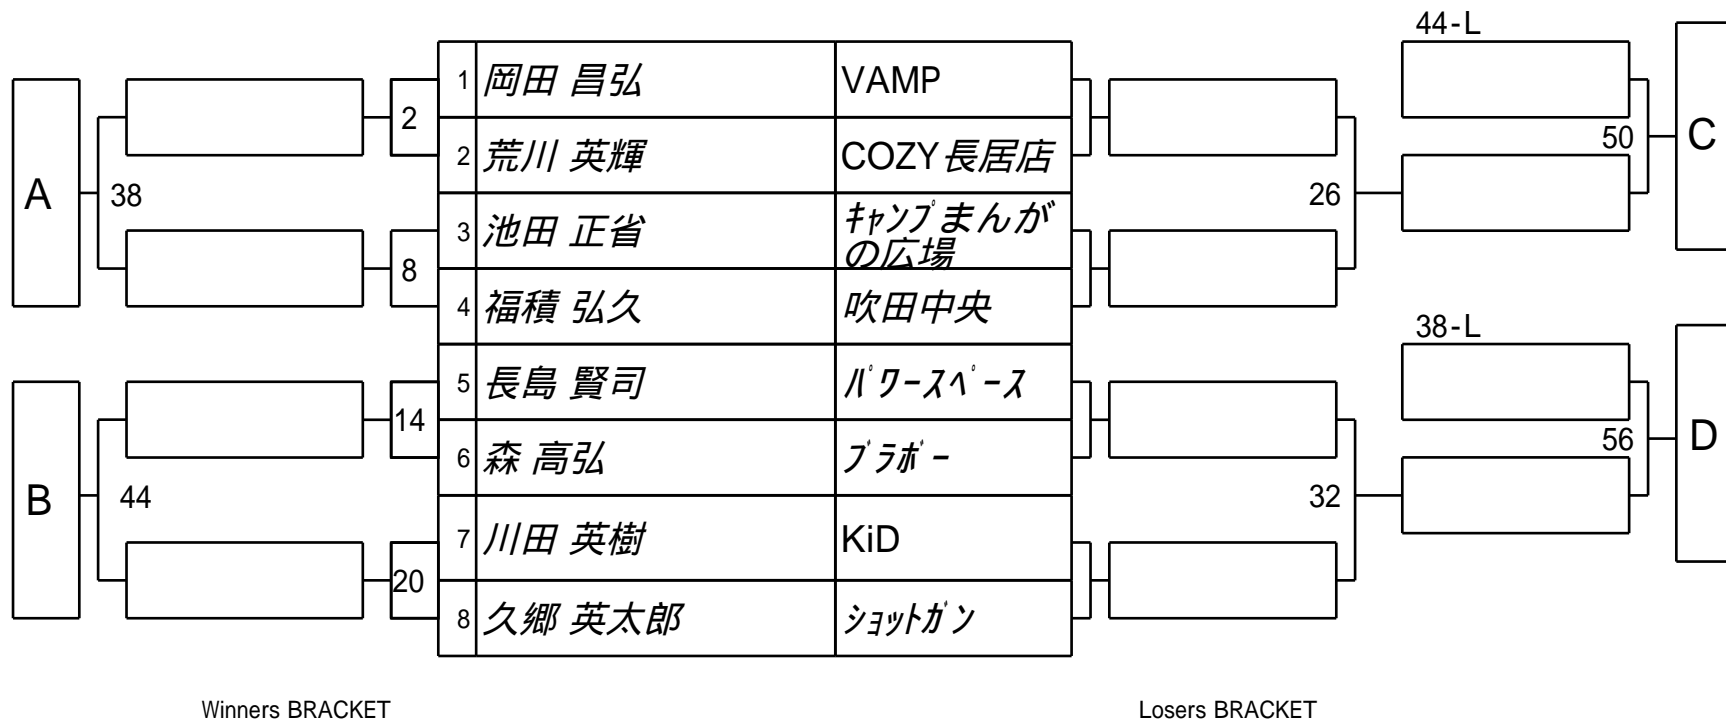 44-L
1 岡田 昌弘 VAMP
2
2 荒川 英輝 COZY長居店
50
C
A
38
26
3 池田 正省 ｷｬﾝﾌﾟまんが
の広場
8
4 福積 弘久 吹田中央
38-L
5 長島 賢司 ﾊﾟﾜｰｽﾍﾟｰｽ
14
6 森 高弘 ﾌﾞﾗﾎﾞｰ
56
D
B
44
32
7 川田 英樹 KiD
20
8 久郷 英太郎 ｼｮｯﾄｶﾞﾝ
Winners BRACKET
Losers BRACKET